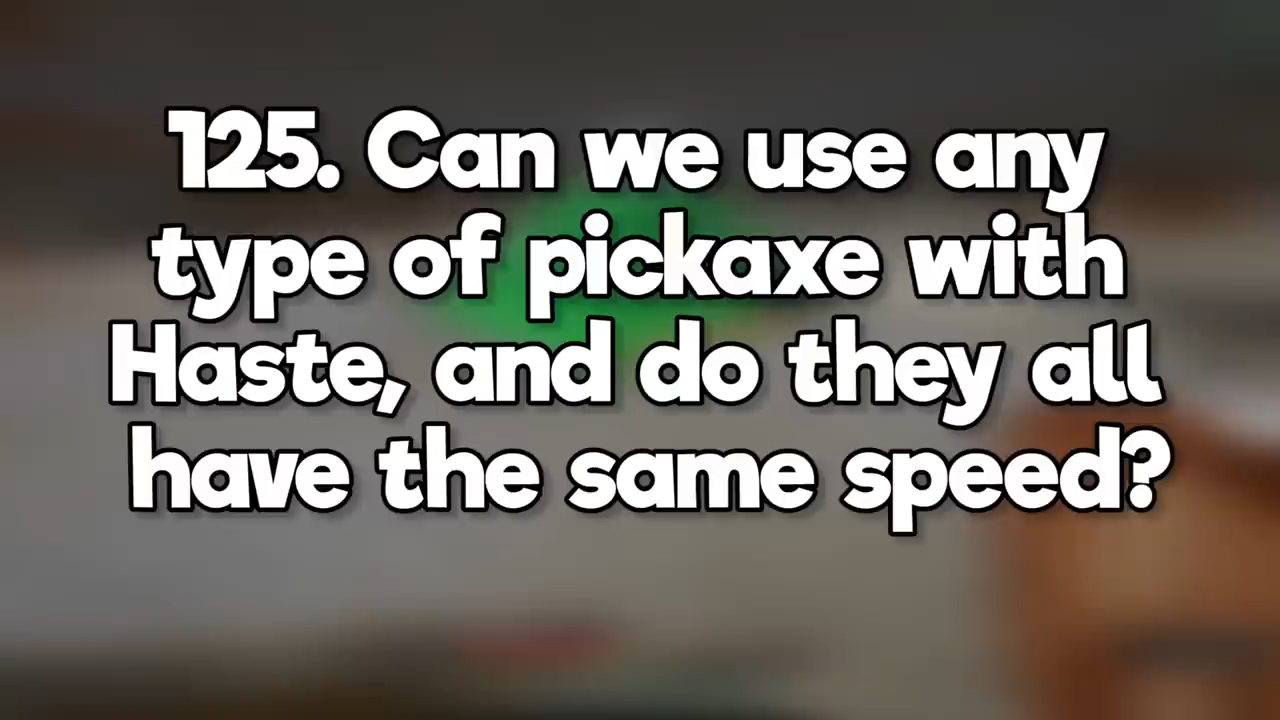 125. Can we use any
type of pickaxe with
Haste, and do they all
have the same speed?